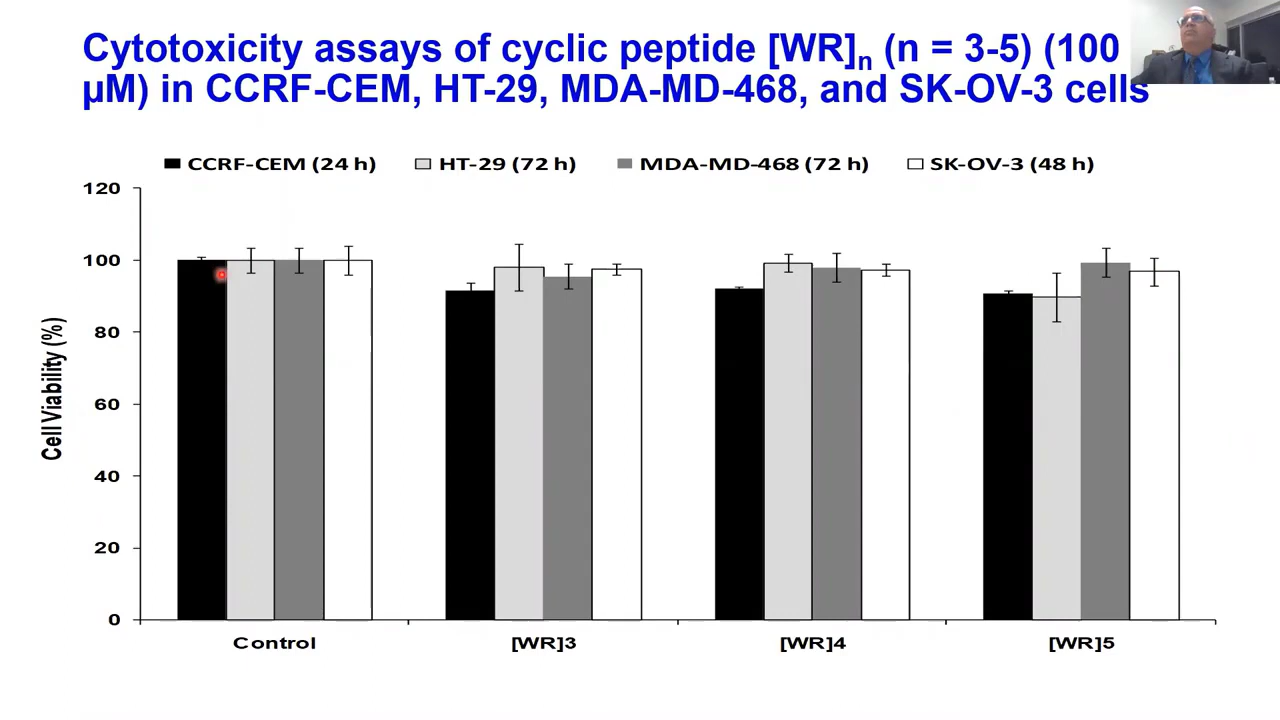 Cytotoxicity assays of cyclic peptide [WR]n (n = 3-5) (100
µM) in CCRF-CEM, HT-29, MDA-MD-468, and SK-OV-3 cells
CCRF-CEM (24 h) HT-29 (72 h) MDA-MD-468 (72 h) SK-OV-3 (48 h)
120
100
80
60
40
20
0
Cell Viability (%)
Control [WR]3 [WR]4 [WR]5